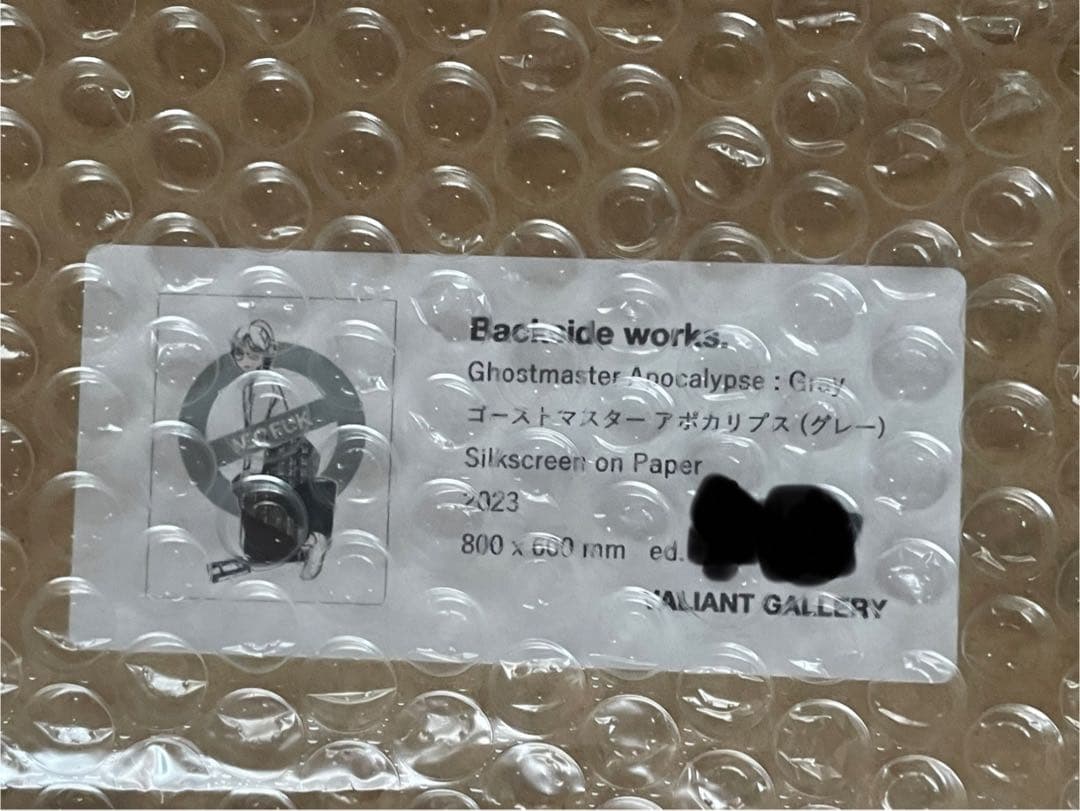 Backside works.
Ghostmaster Apocalypse : Gray
ゴーストマスター アポカリプス (グレー)
Silkscreen on Paper
2023
800 x 600 mm ed.
VALIANT GALLERY